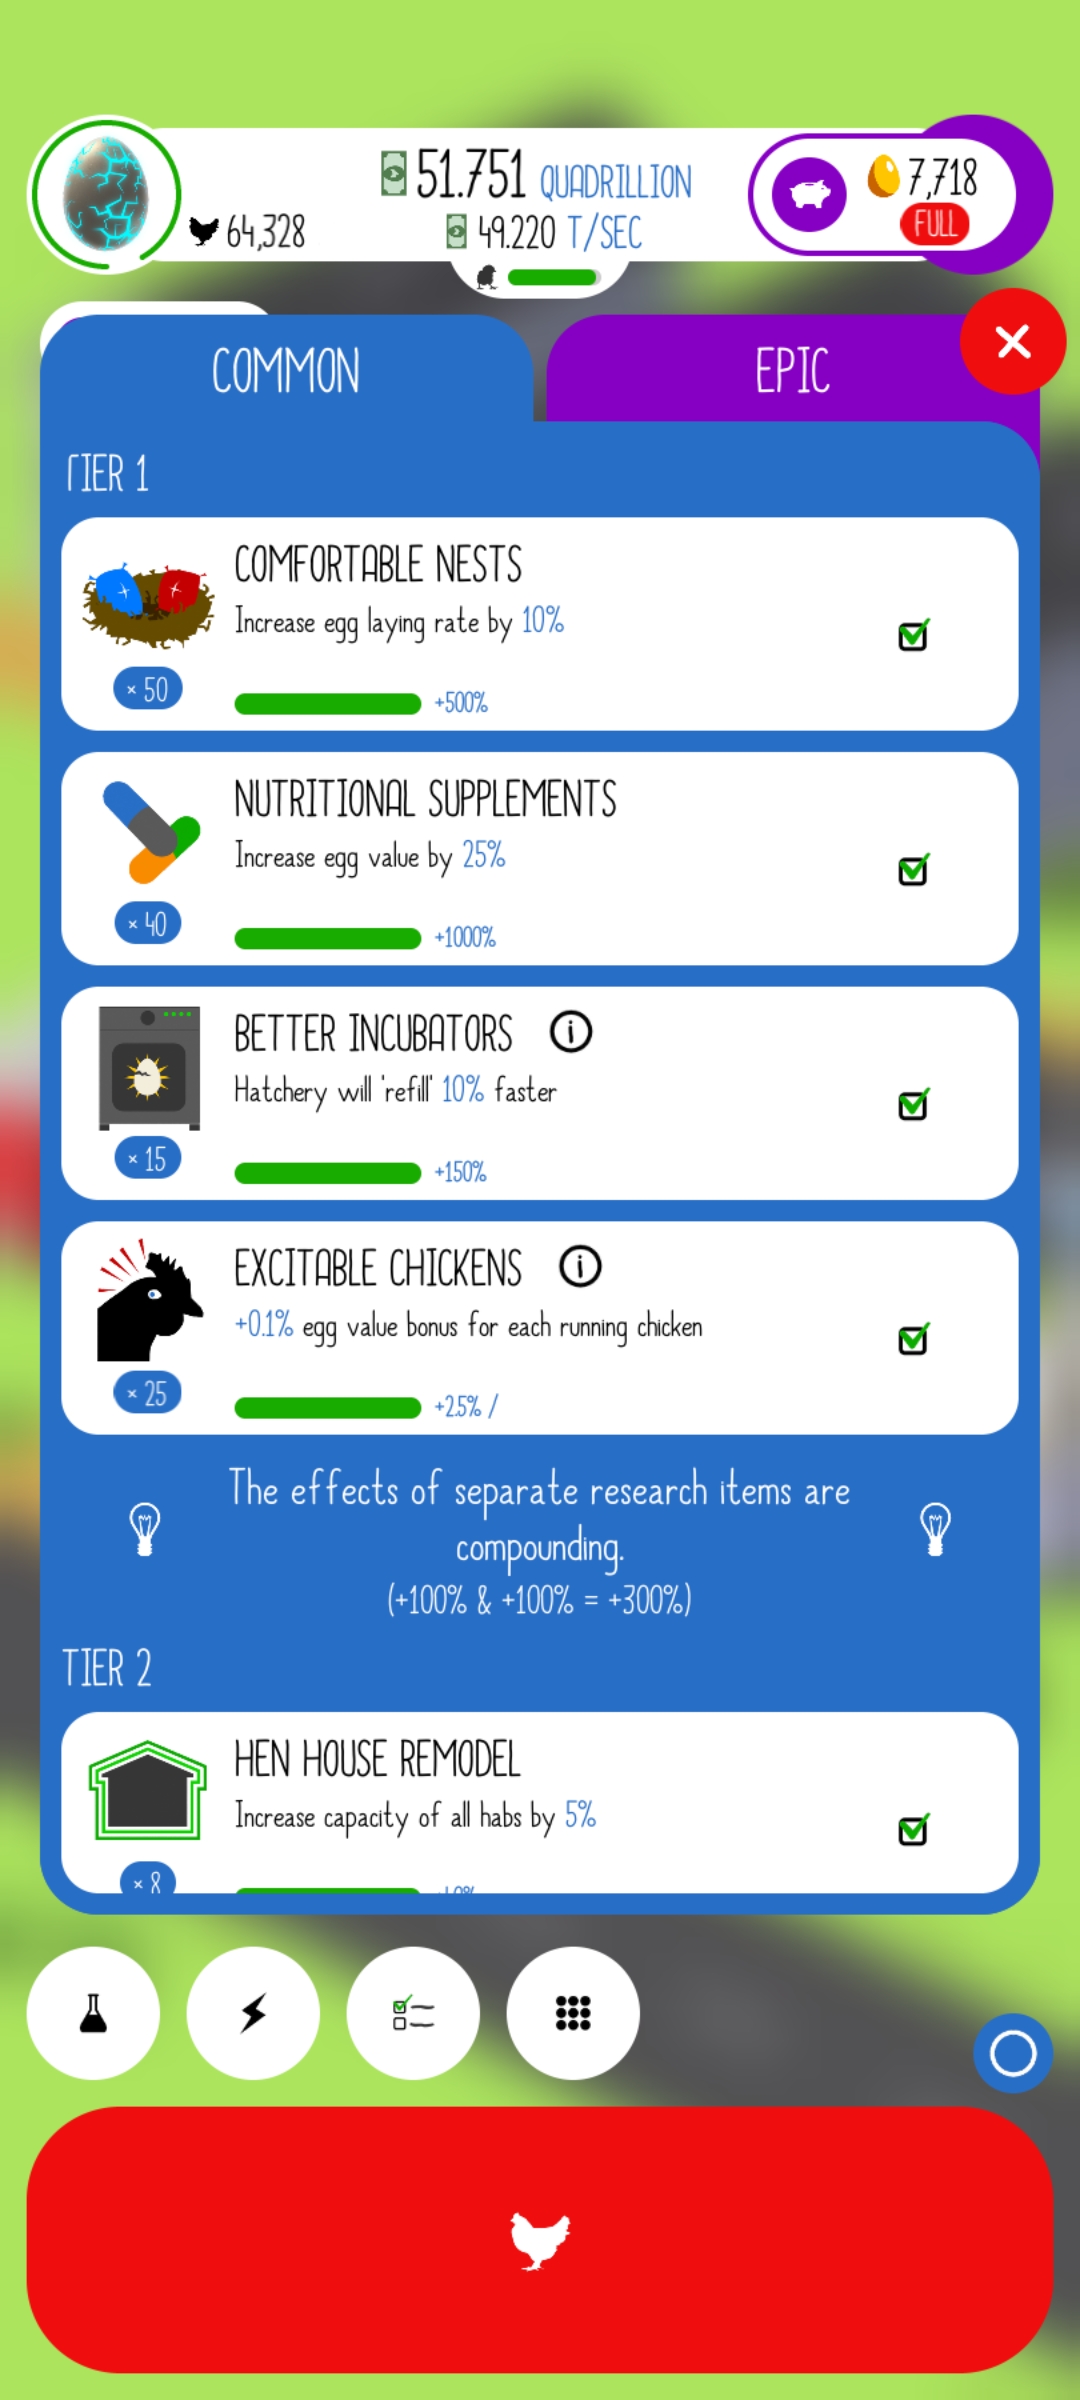 51.751 QUADRILLION
7,718
64,328
49.220 T/SEC
FULL
COMMON
EPIC
TIER 1
COMFORTABLE NESTS
Increase egg laying rate by 10%
× 50
+500%
NUTRITIONAL SUPPLEMENTS
Increase egg value by 25%
× 40
+1000%
BETTER INCUBATORS
Hatchery will 'refill' 10% faster
× 15
+150%
EXCITABLE CHICKENS
+0.1% egg value bonus for each running chicken
× 25
+2.5% /
The effects of separate research items are
compounding.
(+100% & +100% = +300%)
TIER 2
HEN HOUSE REMODEL
Increase capacity of all habs by 5%
× 8